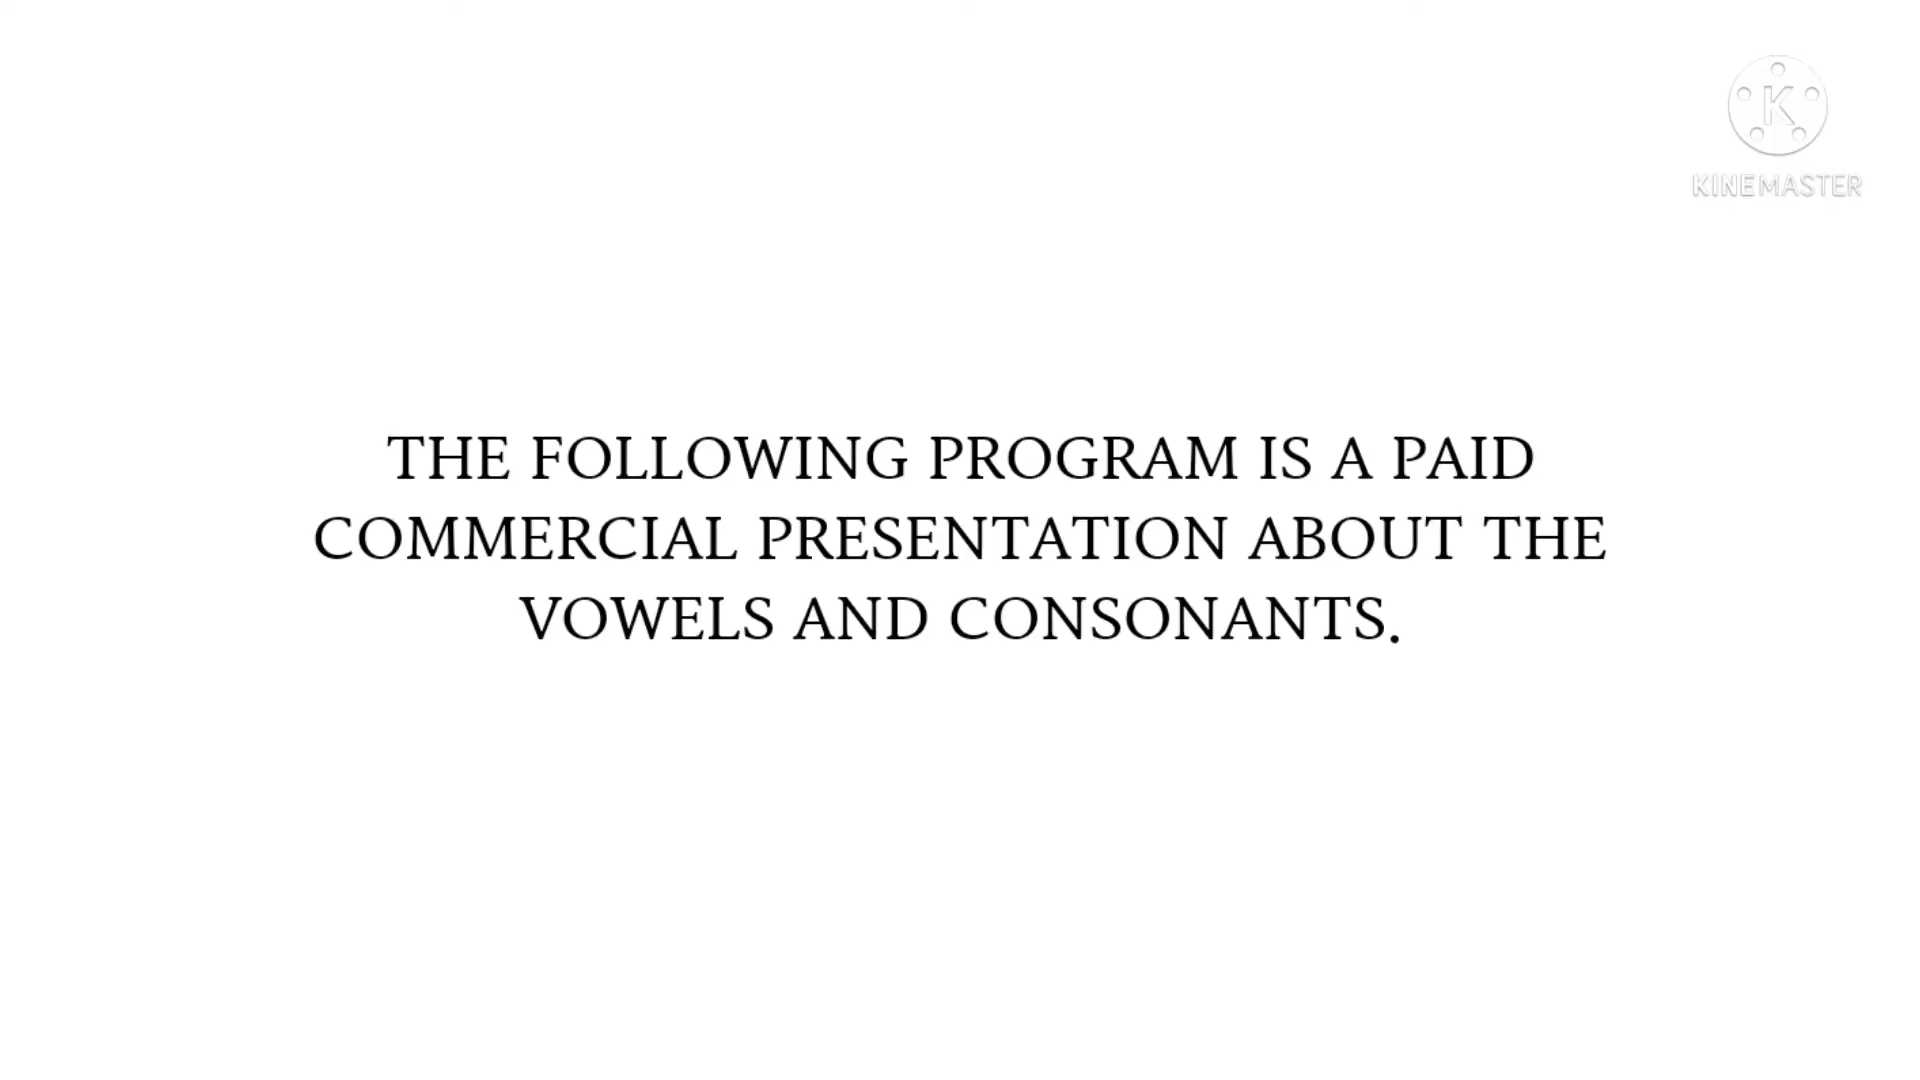 K
KINEMASTER
THE FOLLOWING PROGRAM IS A PAID
COMMERCIAL PRESENTATION ABOUT THE
VOWELS AND CONSONANTS.